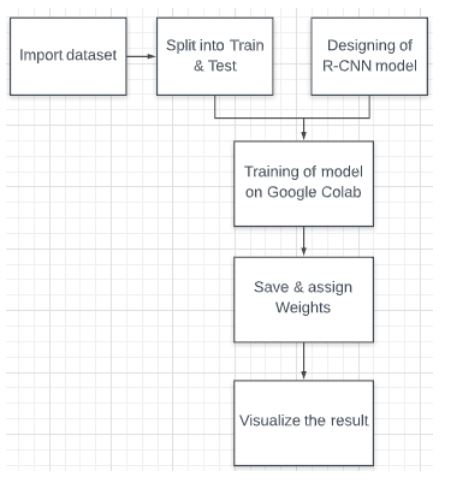 Import dataset
Split into Train
& Test
Designing of
R-CNN model
Training of model
on Google Colab
Save & assign
Weights
Visualize the result